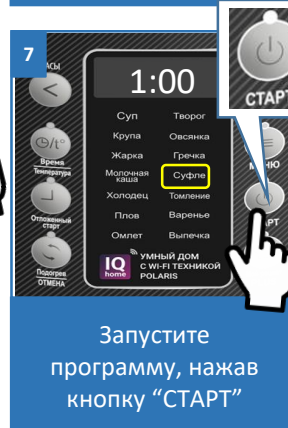 7
ЧАСЫ
1:00
СТАРТ
Суп Творог
Крупа Овсянка
Жарка Гречка
Молочная
каша
Суфле
Холодец Томление
Плов Варенье
Омлет Выпечка
Время
Температура
МЕНЮ
Отложенный
старт
Подогрев
ОТМЕНА
IQ
home
УМНЫЙ ДОМ
С WI-FI ТЕХНИКОЙ
POLARIS
Запустите
программу, нажав
кнопку “СТАРТ”